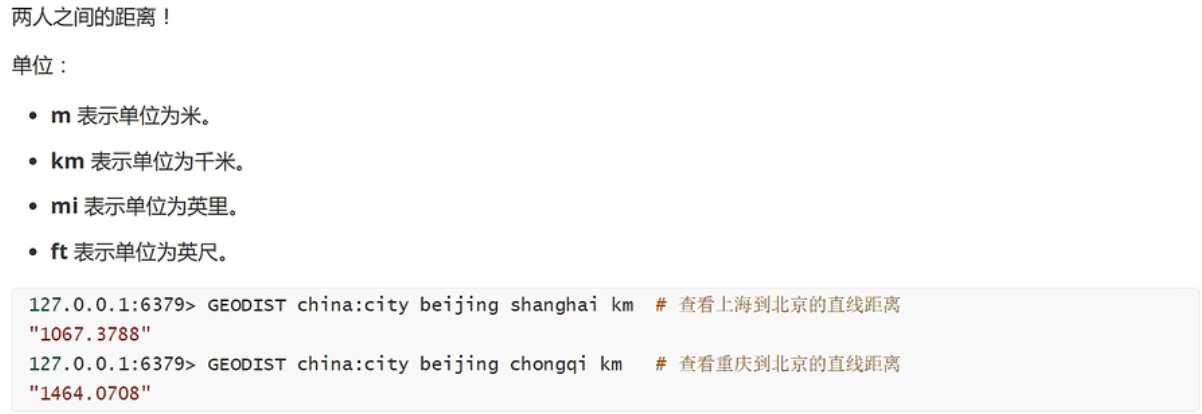 两人之间的距离！
单位：
• m 表示单位为米。
• km 表示单位为千米。
• mi 表示单位为英里。
• ft 表示单位为英尺。
127.0.0.1:6379> GEODIST china:city beijing shanghai km  # 查看上海到北京的直线距离
"1067.3788"
127.0.0.1:6379> GEODIST china:city beijing chongqi km   # 查看重庆到北京的直线距离
"1464.0708"